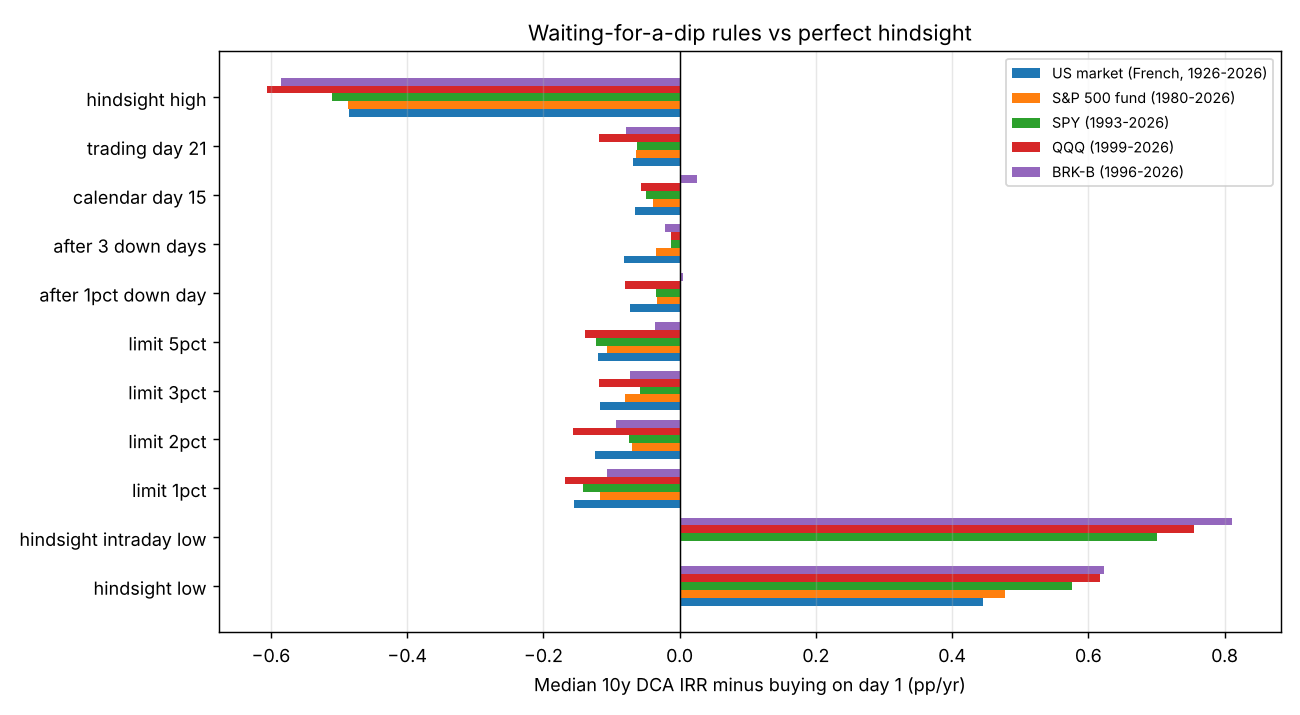 Waiting-for-a-dip rules vs perfect hindsight
US market (French, 1926-2026)
S&P 500 fund (1980-2026)
SPY (1993-2026)
QQQ (1999-2026)
BRK-B (1996-2026)
hindsight high
trading day 21
calendar day 15
after 3 down days
after 1pct down day
limit 5pct
limit 3pct
limit 2pct
limit 1pct
hindsight intraday low
hindsight low
−0.6 −0.4 −0.2 0.0 0.2 0.4 0.6 0.8
Median 10y DCA IRR minus buying on day 1 (pp/yr)